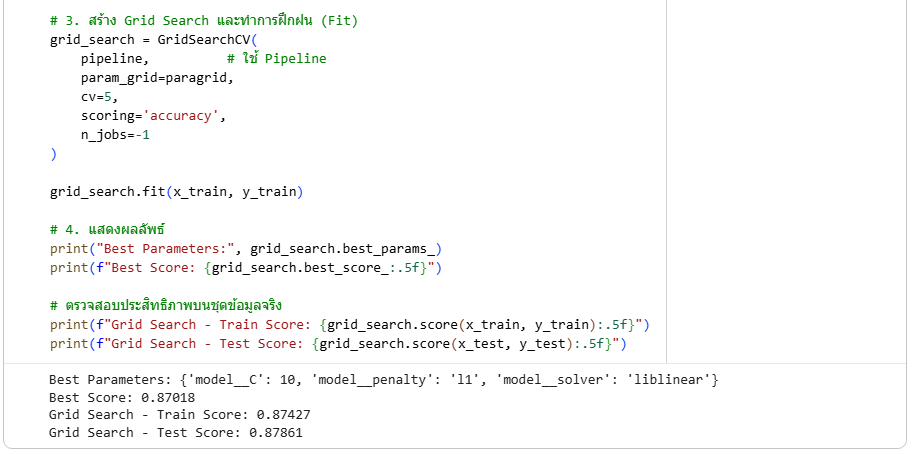 # 3. สร้าง Grid Search และทำการฝึกฝน (Fit)
grid_search = GridSearchCV(
    pipeline,          # ใช้ Pipeline
    param_grid=paragrid,
    cv=5,
    scoring='accuracy',
    n_jobs=-1
)
grid_search.fit(x_train, y_train)
# 4. แสดงผลลัพธ์
print("Best Parameters:", grid_search.best_params_)
print(f"Best Score: {grid_search.best_score_:.5f}")
# ตรวจสอบประสิทธิภาพบนชุดข้อมูลจริง
print(f"Grid Search - Train Score: {grid_search.score(x_train, y_train):.5f}")
print(f"Grid Search - Test Score: {grid_search.score(x_test, y_test):.5f}")
Best Parameters: {'model__C': 10, 'model__penalty': 'l1', 'model__solver': 'liblinear'}
Best Score: 0.87018
Grid Search - Train Score: 0.87427
Grid Search - Test Score: 0.87861